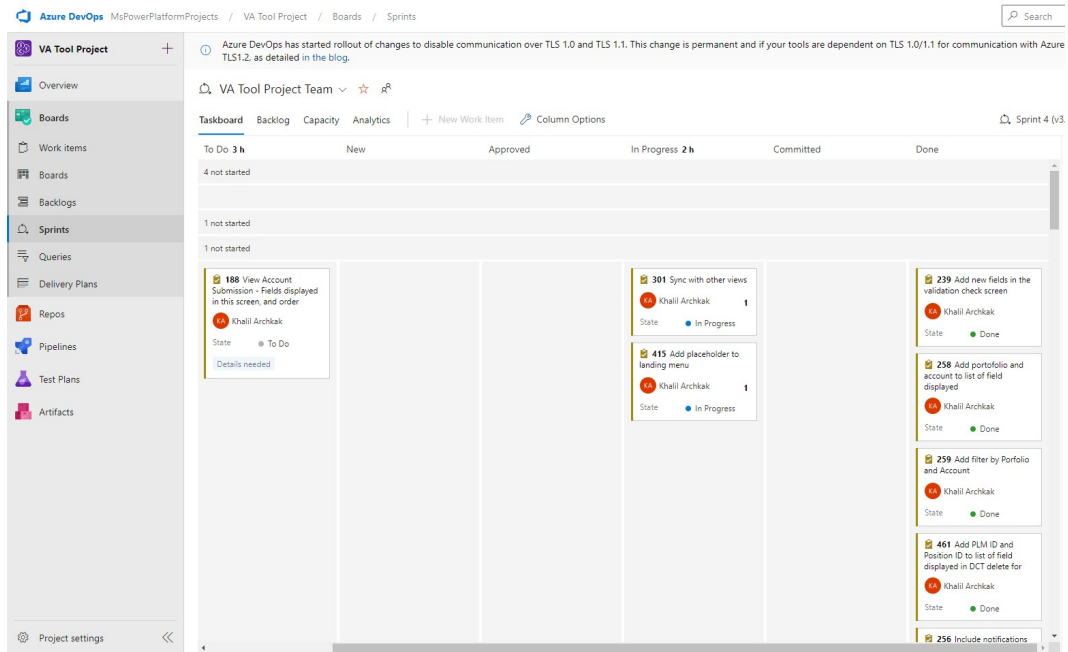 Azure DevOps MsPowerPlatformProjects / VA Tool Project / Boards / Sprints
Search
VA Tool Project
Azure DevOps has started rollout of changes to disable communication over TLS 1.0 and TLS 1.1. This change is permanent and if your tools are dependent on TLS 1.0/1.1 for communication with Azure
TLS1.2, as detailed in the blog.
Overview
Boards
Work items
Boards
Backlogs
Sprints
Queries
Delivery Plans
Repos
Pipelines
Test Plans
Artifacts
Project settings
VA Tool Project Team
Taskboard Backlog Capacity Analytics New Work Item Column Options
Sprint 4 (v3.
To Do 3 h New Approved In Progress 2 h Committed Done
4 not started
1 not started
1 not started
188 View Account
Submission - Fields displayed
in this screen, and order
KA Khalil Archkak
State To Do
Details needed
301 Sync with other views
KA Khalil Archkak 1
State In Progress
415 Add placeholder to
landing menu
KA Khalil Archkak 1
State In Progress
239 Add new fields in the
validation check screen
KA Khalil Archkak
State Done
258 Add portofolio and
account to list of field
displayed
KA Khalil Archkak
State Done
259 Add filter by Porfolio
and Account
KA Khalil Archkak
State Done
461 Add PLM ID and
Position ID to list of field
displayed in DCT delete for
KA Khalil Archkak
State Done
256 Include notifications